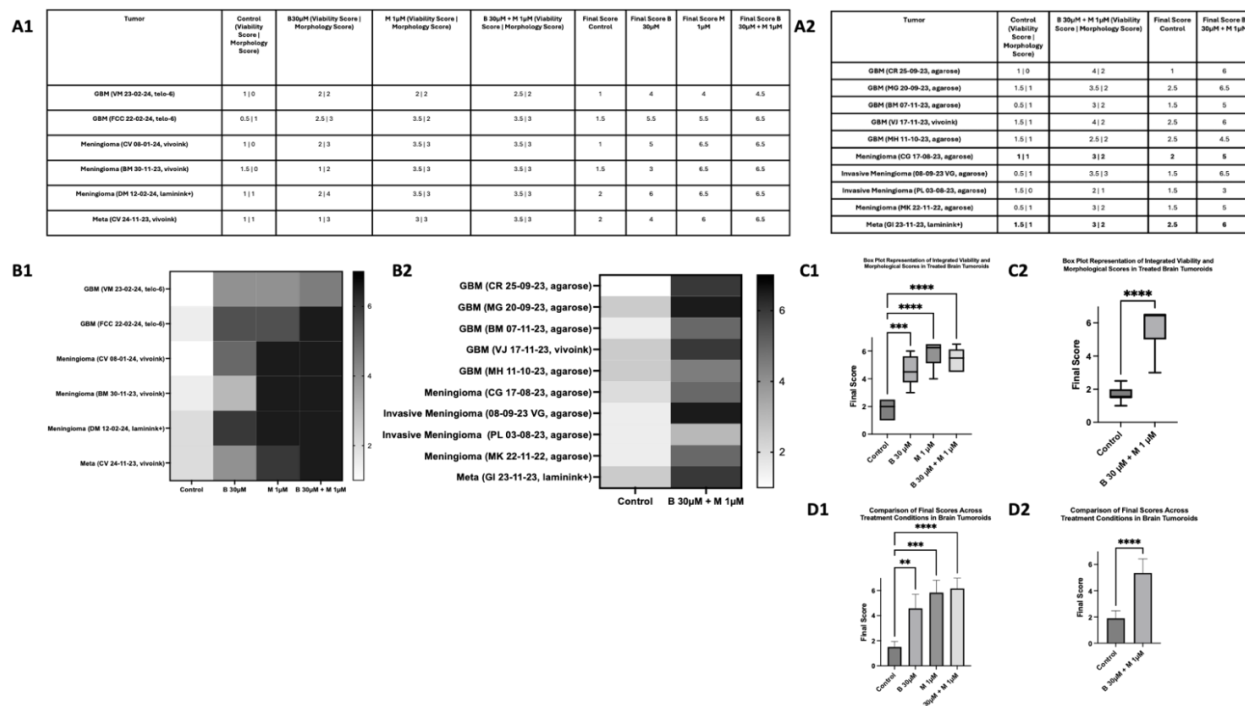 A1
Tumor | Control (Viability Score | Morphology Score) | B30µM (Viability Score | Morphology Score) | M 1µM (Viability Score | Morphology Score) | B 30µM + M 1µM (Viability Score | Morphology Score) | Final Score Control | Final Score B 30µM | Final Score M 1µM | Final Score B 30µM + M 1µM
GBM (VM 23-02-24, telo-6) 1|0 2|2 2|2 2.5|2 1 4 4 4.5
GBM (FCC 22-02-24, telo-6) 0.5|1 2.5|3 3.5|2 3.5|3 1.5 5.5 5.5 6.5
Meningioma (CV 08-01-24, vivoink) 1|0 2|3 3.5|3 3.5|3 1 5 6.5 6.5
Meningioma (BM 30-11-23, vivoink) 1.5|0 1|2 3.5|3 3.5|3 1.5 3 6.5 6.5
Meningioma (DM 12-02-24, laminink+) 1|1 2|4 3.5|3 3.5|3 2 6 6.5 6.5
Meta (CV 24-11-23, vivoink) 1|1 1|3 3|3 3.5|3 2 4 6 6.5
A2
Tumor | Control (Viability Score | Morphology Score) | B 30µM + M 1µM (Viability Score | Morphology Score) | Final Score Control | Final Score B 30µM + M 1µM
GBM (CR 25-09-23, agarose) 1|0 4|2 1 6
GBM (MG 20-09-23, agarose) 1.5|1 3.5|2 2.5 6.5
GBM (BM 07-11-23, agarose) 0.5|1 3|2 1.5 5
GBM (VJ 17-11-23, vivoink) 1.5|1 4|2 2.5 6
GBM (MH 11-10-23, agarose) 1.5|1 2.5|2 2.5 4.5
Meningioma (CG 17-08-23, agarose) 1|1 3|2 2 5
Invasive Meningioma (08-09-23 VG, agarose) 0.5|1 3.5|3 1.5 6.5
Invasive Meningioma (PL 03-08-23, agarose) 1.5|0 2|1 1.5 3
Meningioma (MK 22-11-22, agarose) 0.5|1 3|2 1.5 5
Meta (GI 23-11-23, laminink+) 1.5|1 3|2 2.5 6
B1
GBM (VM 23-02-24, telo-6)
GBM (FCC 22-02-24, telo-6)
Meningioma (CV 08-01-24, vivoink)
Meningioma (BM 30-11-23, vivoink)
Meningioma (DM 12-02-24, laminink+)
Meta (CV 24-11-23, vivoink)
Control B 30µM M 1µM B 30µM + M 1µM
6
4
2
B2
GBM (CR 25-09-23, agarose)
GBM (MG 20-09-23, agarose)
GBM (BM 07-11-23, agarose)
GBM (VJ 17-11-23, vivoink)
GBM (MH 11-10-23, agarose)
Meningioma (CG 17-08-23, agarose)
Invasive Meningioma (08-09-23 VG, agarose)
Invasive Meningioma (PL 03-08-23, agarose)
Meningioma (MK 22-11-22, agarose)
Meta (GI 23-11-23, laminink+)
Control B 30µM + M 1µM
6
4
2
C1
Box Plot Representation of Integrated Viability and
Morphological Scores in Treated Brain Tumoroids
****
****
***
Final Score
6
4
2
0
Control
B 30 µM
M 1 µM
B 30 µM + M 1 µM
C2
Box Plot Representation of Integrated Viability and
Morphological Scores in Treated Brain Tumoroids
****
Final Score
6
4
2
0
Control
B 30 µM + M 1 µM
D1
Comparison of Final Scores Across
Treatment Conditions in Brain Tumoroids
****
***
**
Final Score
6
4
2
0
Control
B 30µM
M 1µM
30µM + M 1µM
D2
Comparison of Final Scores Across
Treatment Conditions in Brain Tumoroids
****
Final Score
6
4
2
0
Control
B 30µM + M 1µM